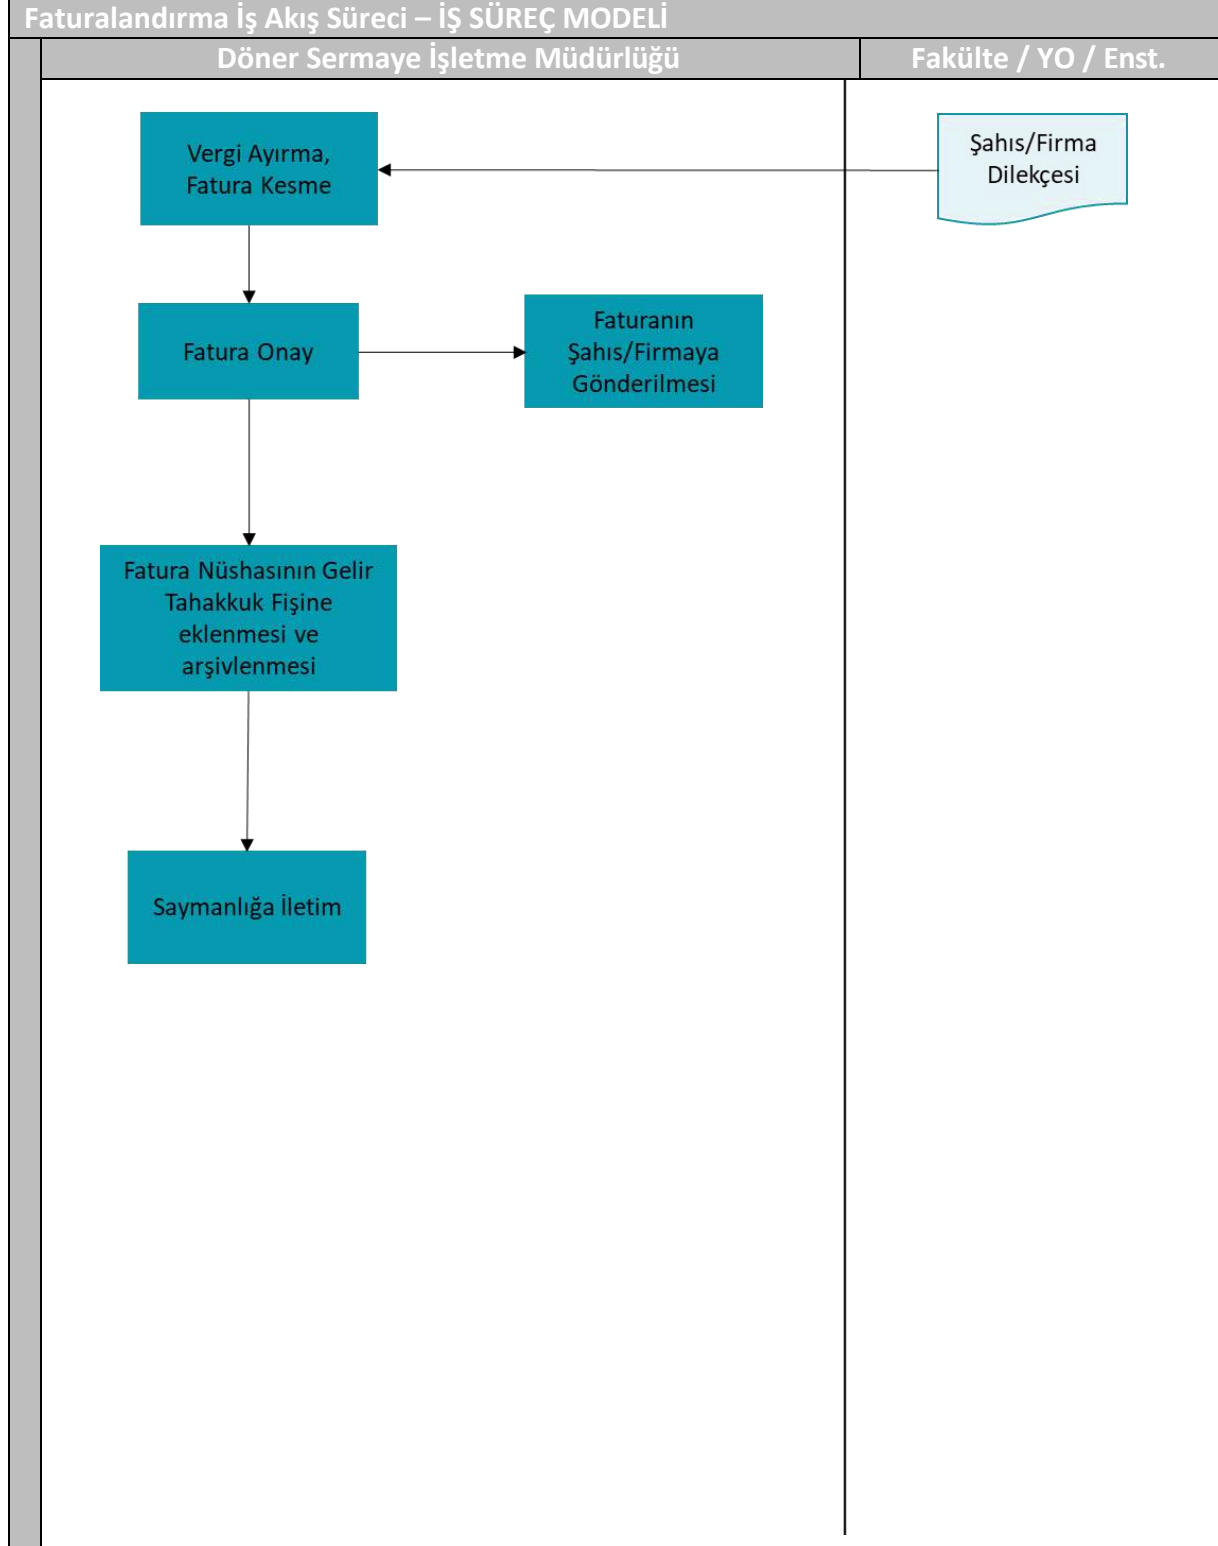 Faturalandırma İş Akış Süreci – İŞ SÜREÇ MODELİ
Döner Sermaye İşletme Müdürlüğü
Fakülte / YO / Enst.
Vergi Ayırma,
Fatura Kesme
Şahıs/Firma
Dilekçesi
Fatura Onay
Faturanın
Şahıs/Firmaya
Gönderilmesi
Fatura Nüshasının Gelir
Tahakkuk Fişine
eklenmesi ve
arşivlenmesi
Saymanlığa İletim